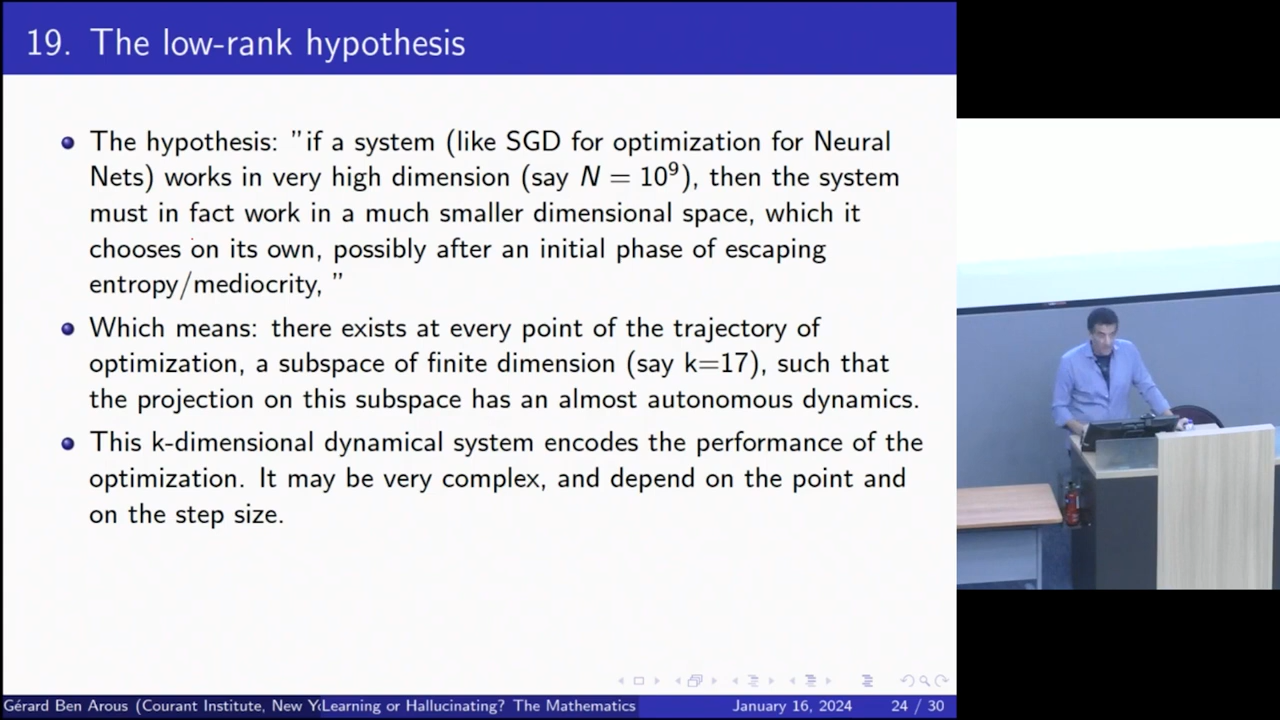 19. The low-rank hypothesis
The hypothesis: "if a system (like SGD for optimization for Neural
Nets) works in very high dimension (say N = 10⁹), then the system
must in fact work in a much smaller dimensional space, which it
chooses on its own, possibly after an initial phase of escaping
entropy/mediocrity, "
Which means: there exists at every point of the trajectory of
optimization, a subspace of finite dimension (say k=17), such that
the projection on this subspace has an almost autonomous dynamics.
This k-dimensional dynamical system encodes the performance of the
optimization. It may be very complex, and depend on the point and
on the step size.
Gérard Ben Arous (Courant Institute, New Y Learning or Hallucinating? The Mathematics January 16, 2024 24 / 30